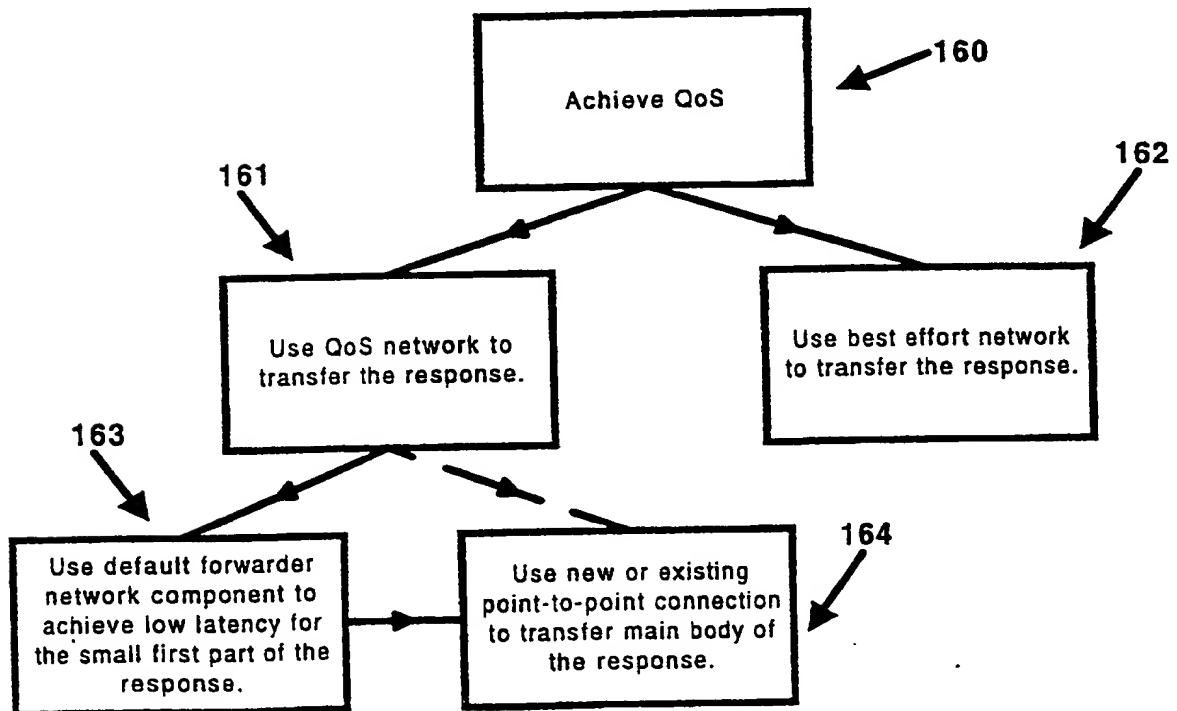 160
Achieve QoS
161
162
Use QoS network to
transfer the response.
Use best effort network
to transfer the response.
163
164
Use default forwarder
network component to
achieve low latency for
the small first part of the
response.
Use new or existing
point-to-point connection
to transfer main body of
the response.